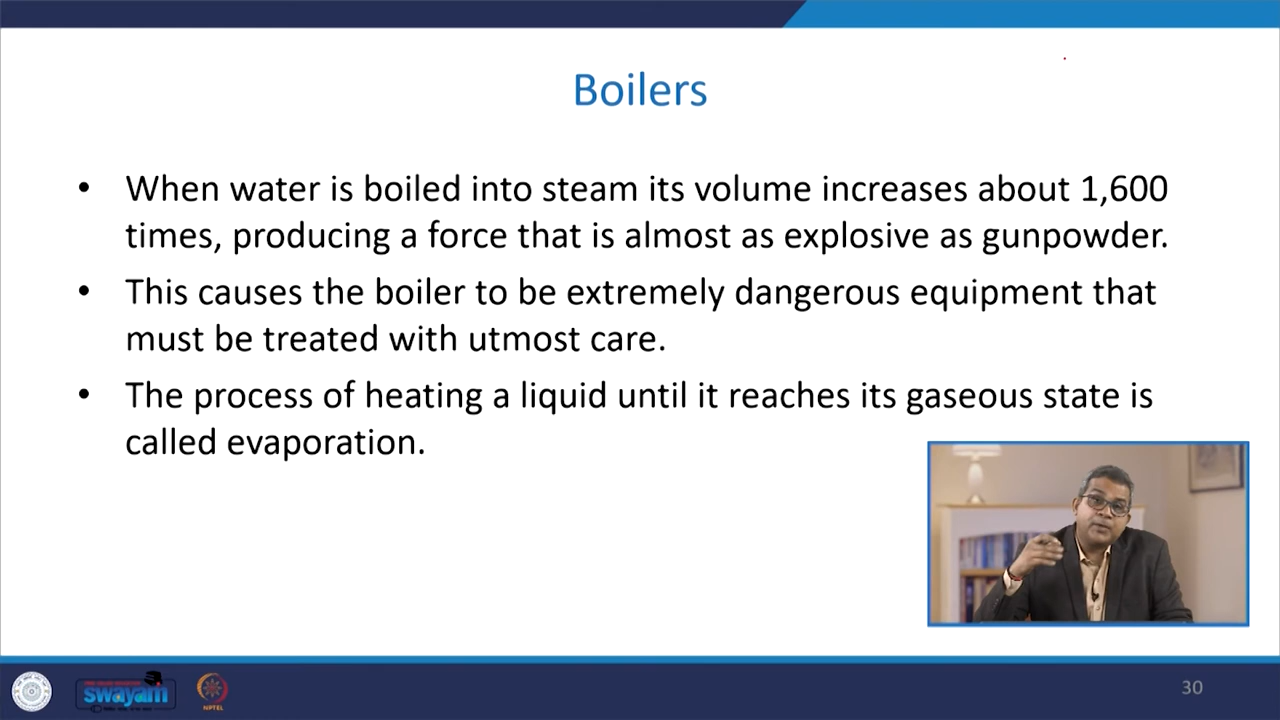 Boilers
• When water is boiled into steam its volume increases about 1,600
times, producing a force that is almost as explosive as gunpowder.
• This causes the boiler to be extremely dangerous equipment that
must be treated with utmost care.
• The process of heating a liquid until it reaches its gaseous state is
called evaporation.
swayam
NPTEL
30